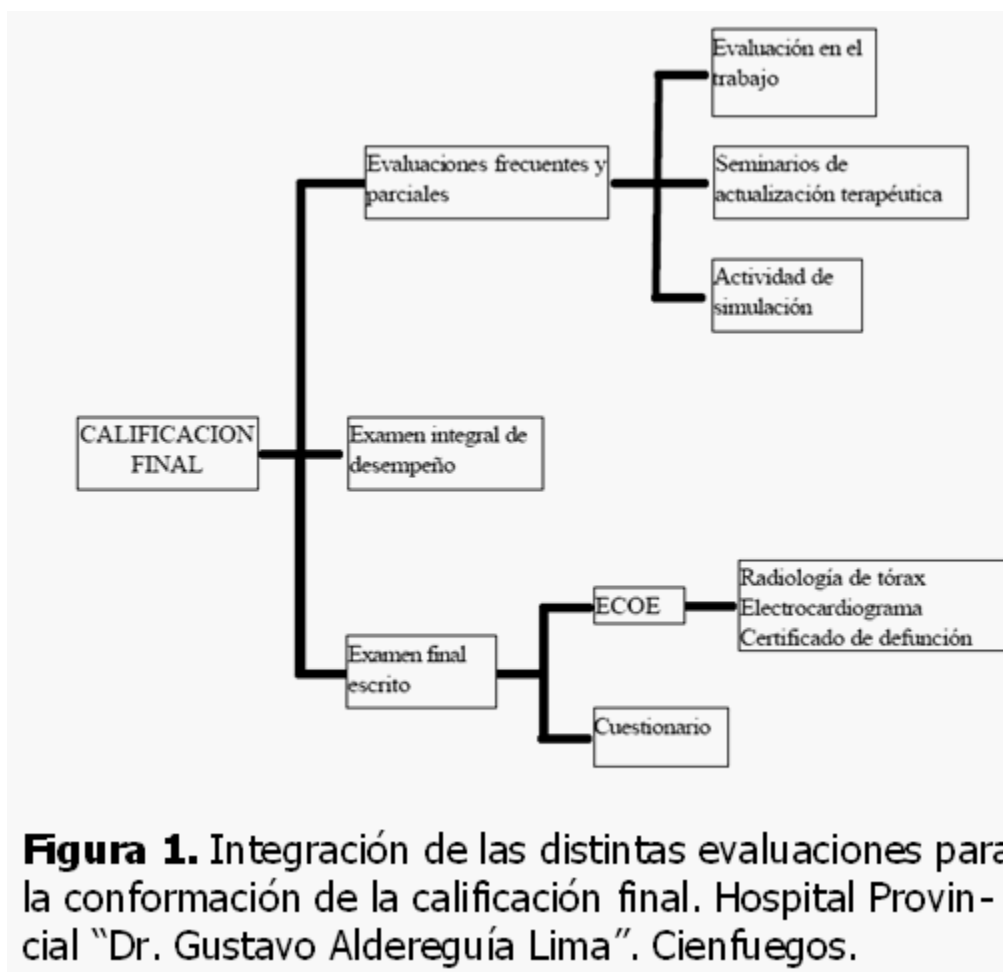 Evaluación en el
trabajo
Evaluaciones frecuentes y
parciales
Seminarios de
actualización terapéutica
Actividad de
simulación
CALIFICACION
FINAL
Examen integral de
desempeño
Examen final
escrito
ECOE
Radiología de tórax
Electrocardiograma
Certificado de defunción
Cuestionario
Figura 1. Integración de las distintas evaluaciones para
la conformación de la calificación final. Hospital Provin-
cial “Dr. Gustavo Aldereguía Lima”. Cienfuegos.